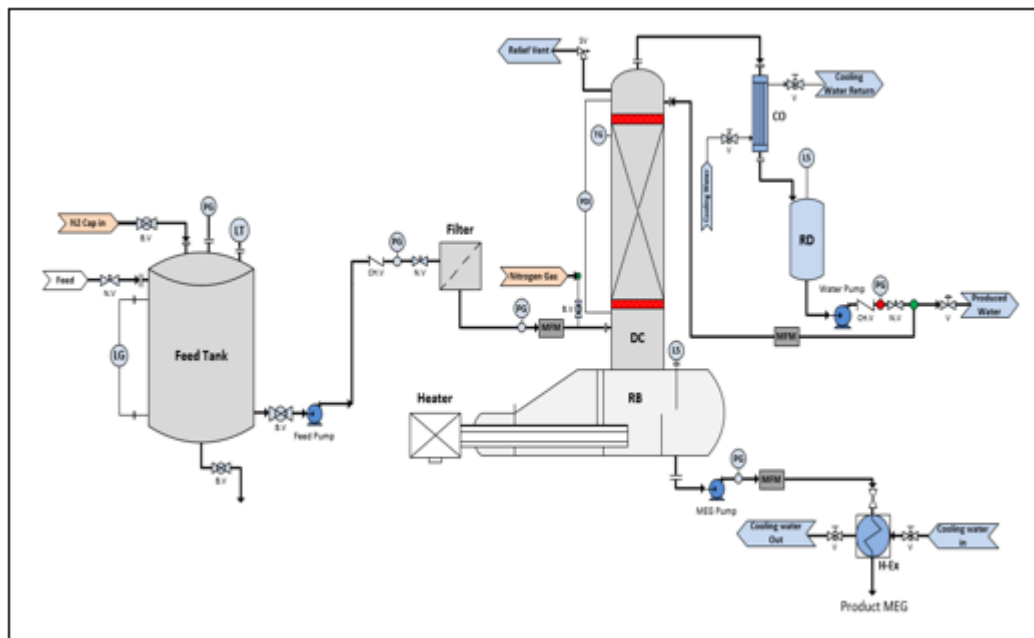 Relief Vent
SV
Cooling
Water Return
V
CO
V
Cooling Water
TG
PDI
LS
RD
N2 Cap in
B.V
PG
LT
Feed
N.V
LG
Feed Tank
B.V
Feed Pump
B.V
PG
CH.V
N.V
Filter
PG
MFM
Nitrogen Gas
B.V
DC
Water Pump
PG
CH.V
N.V
V
Produced
Water
MFM
LS
RB
Heater
MEG Pump
PG
MFM
Cooling water
Out
V
V
Cooling water
in
H-Ex
Product MEG